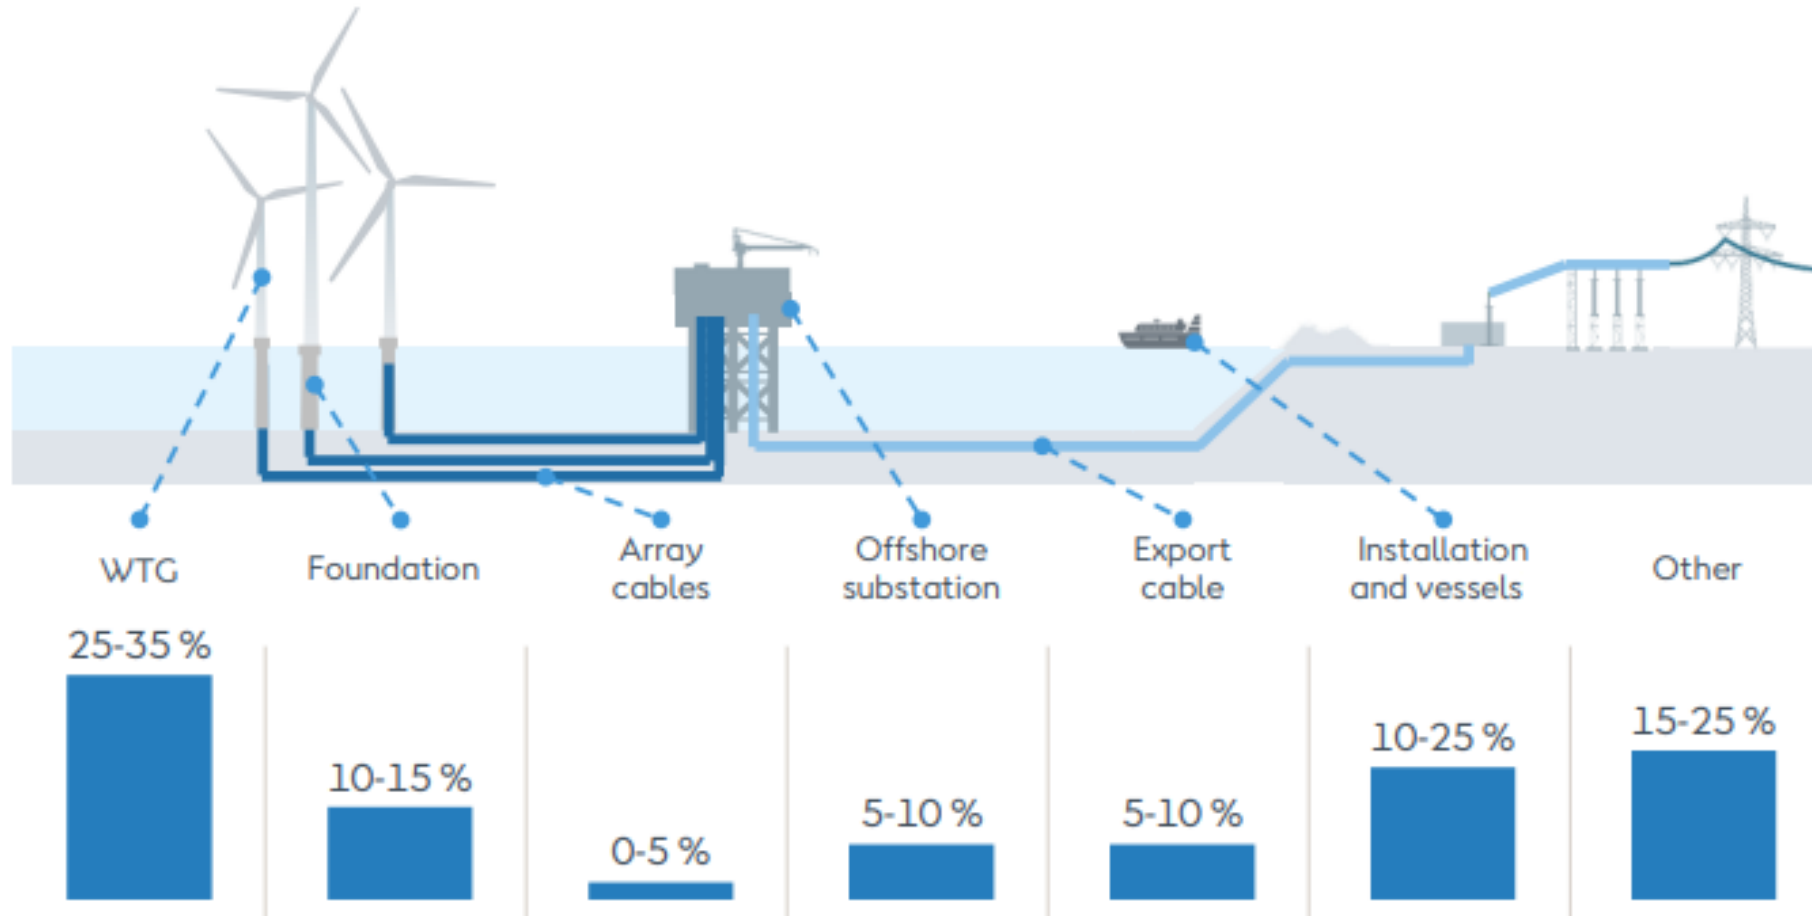 WTG
Foundation
Array
cables
Offshore
substation
Export
cable
Installation
and vessels
Other
25-35 %
10-15 %
0-5 %
5-10 %
5-10 %
10-25 %
15-25 %